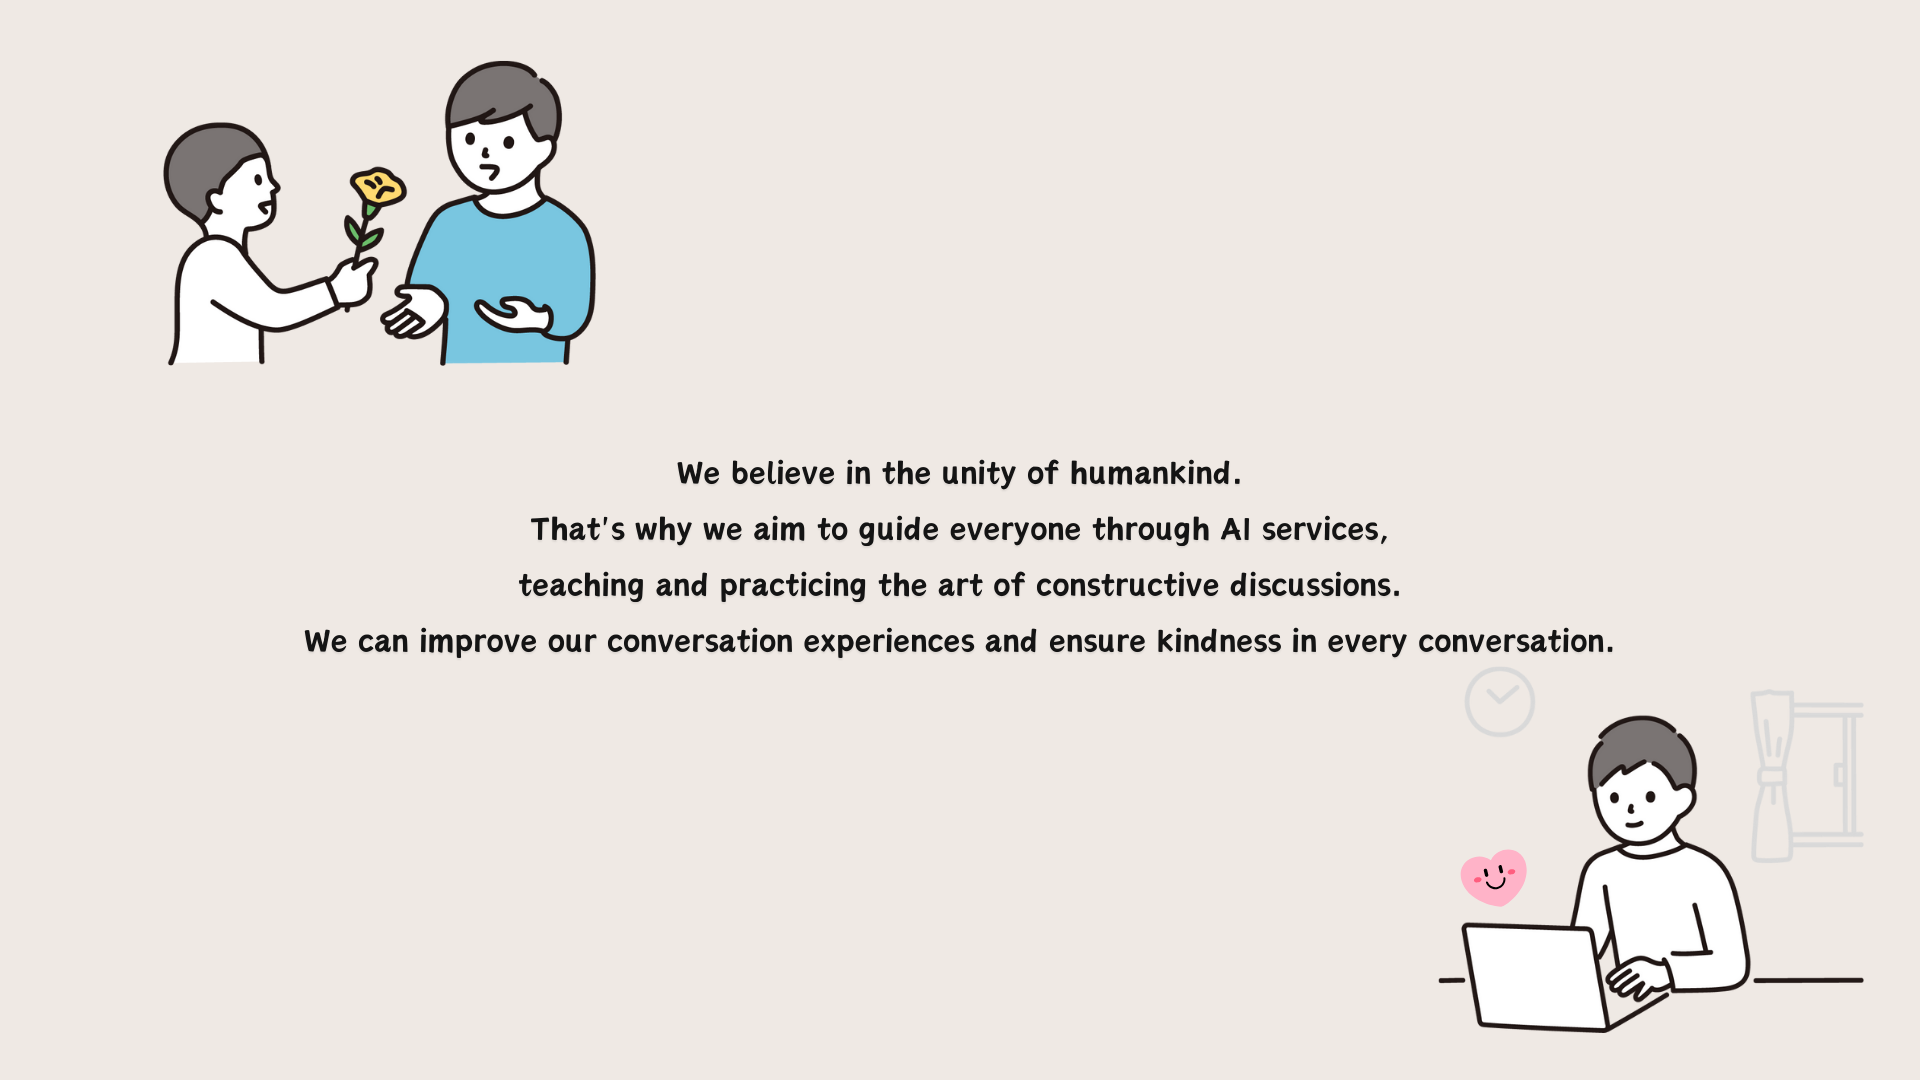 We believe in the unity of humankind.
That's why we aim to guide everyone through AI services,
teaching and practicing the art of constructive discussions.
We can improve our conversation experiences and ensure kindness in every conversation.